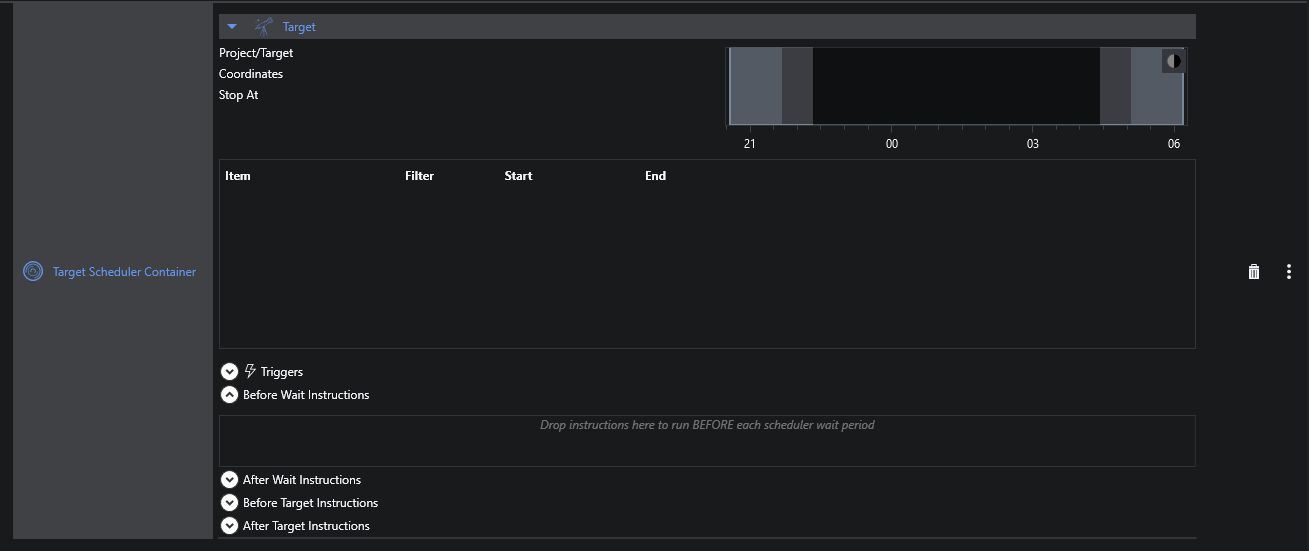 Target
Project/Target
Coordinates
Stop At
21 00 03 06
Item Filter Start End
Target Scheduler Container
Triggers
Before Wait Instructions
Drop instructions here to run BEFORE each scheduler wait period
After Wait Instructions
Before Target Instructions
After Target Instructions